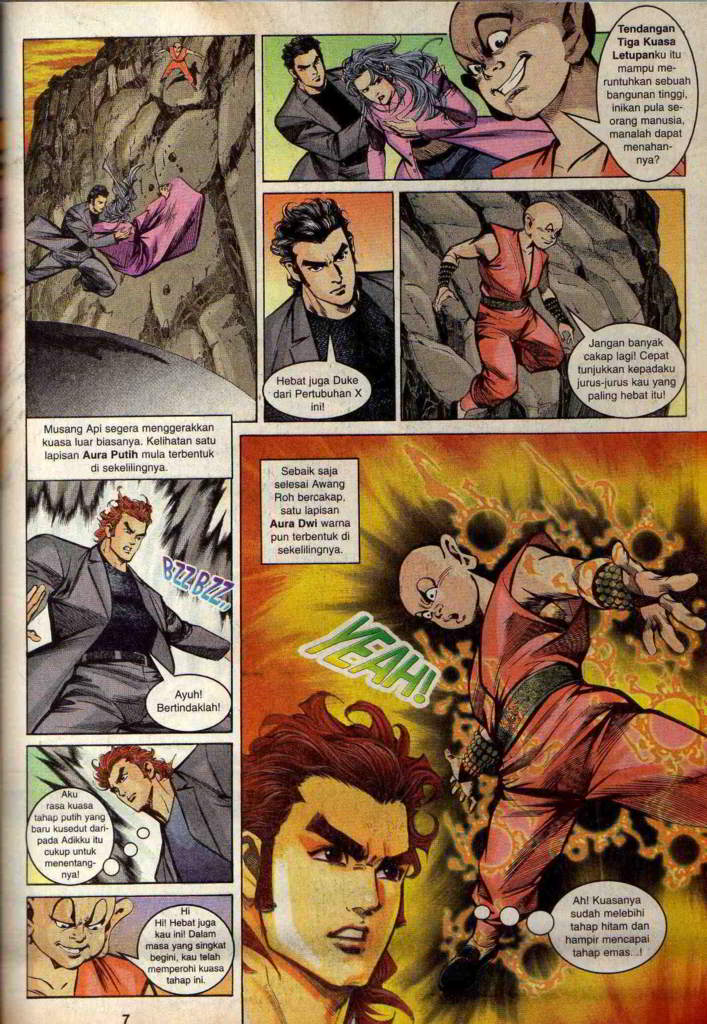 Tendangan
Tiga Kuasa
Letupanku itu
mampu me-
runtuhkan sebuah
bangunan tinggi,
inikan pula se-
orang manusia,
manalah dapat
menahan-
nya?
Hebat juga Duke
dari Pertubuhan X
ini!
Jangan banyak
cakap lagi! Cepat
tunjukkan kepadaku
jurus-jurus kau yang
paling hebat itu!
Musang Api segera menggerakkan
kuasa luar biasanya. Kelihatan satu
lapisan Aura Putih mula terbentuk
di sekelilingnya.
BZZBZZ
Ayuh!
Bertindaklah!
Aku
rasa kuasa
tahap putih yang
baru kusedut dari-
pada Adikku itu
cukup untuk
menentang-
nya!
Hi
Hi! Hebat juga
kau ini! Dalam
masa yang singkat
begini, kau telah
memperohi kuasa
tahap ini.
Sebaik saja
selesai Awang
Roh bercakap,
satu lapisan
Aura Dwi warna
pun terbentuk di
sekelilingnya.
YEAH!
Ah! Kuasanya
sudah melebihi
tahap hitam dan
hampir mencapai
tahap emas...!
7